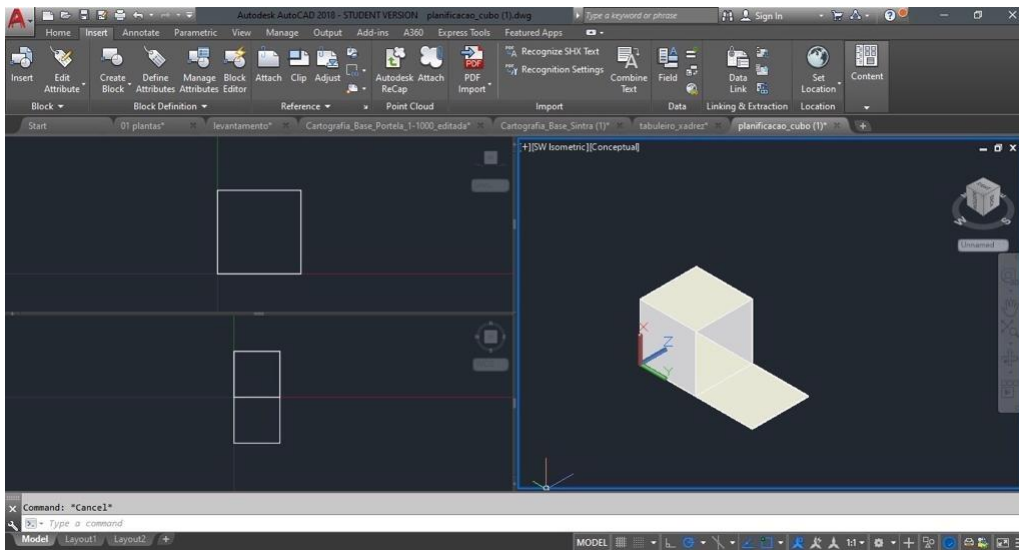 Autodesk AutoCAD 2018 - STUDENT VERSION planificacao_cubo (1).dwg
Type a keyword or phrase
Sign In
Home Insert Annotate Parametric View Manage Output Add-ins A360 Express Tools Featured Apps
Insert
Edit Attribute
Create Block
Define Attributes
Manage Attributes
Block Editor
Attach
Clip
Adjust
Autodesk ReCap
Attach
PDF Import
Recognize SHX Text
Recognition Settings
Combine Text
Field
Data Link
Set Location
Content
Block Block Definition Reference Point Cloud Import Data Linking & Extraction Location
Start 01 plantas* levantamento* Cartografia_Base_Portela_1-1000_editada* Cartografia_Base_Sintra (1)* tabuleiro_xadrez* planificacao_cubo (1)*
[+][SW Isometric][Conceptual]
W S
Unnamed
X
Z
Y
Command: *Cancel*
Type a command
Model Layout1 Layout2 +
MODEL 1:1